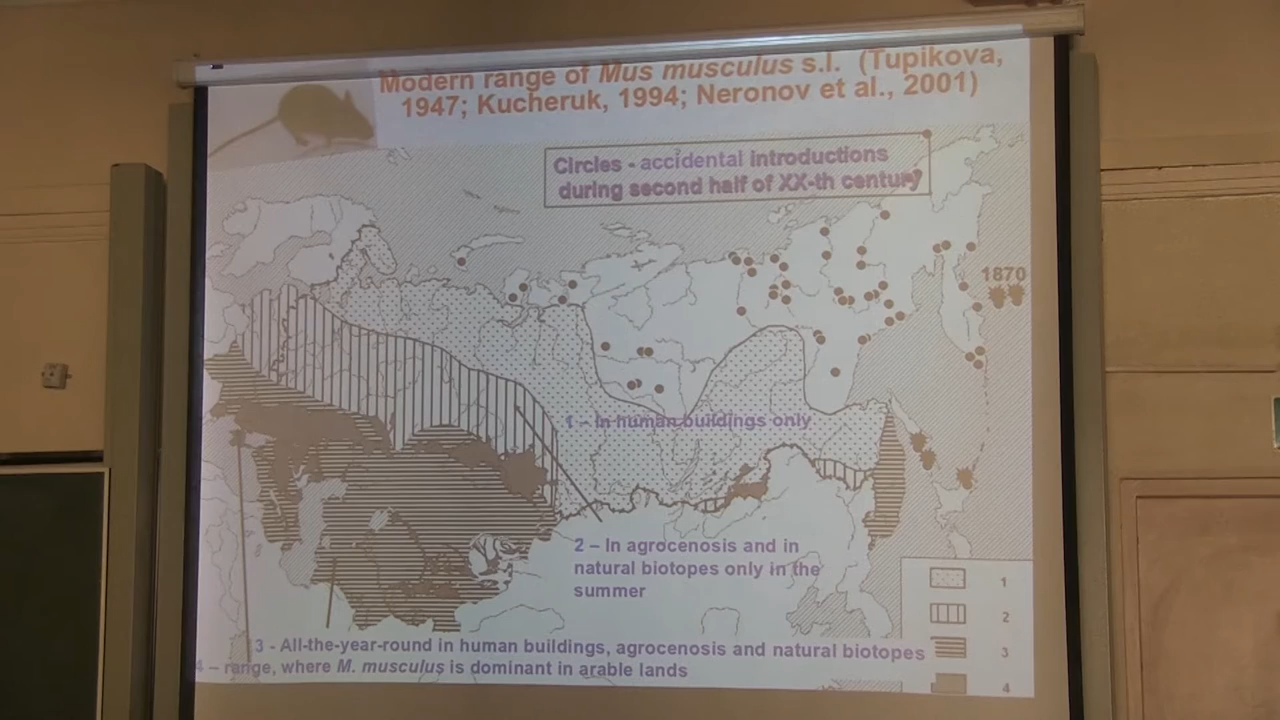 Modern range of Mus musculus s.l. (Tupikova,
1947; Kucheruk, 1994; Neronov et al., 2001)
Circles - accidental introductions
during second half of XX-th century
1870
1 – In human buildings only
2 – In agrocenosis and in
natural biotopes only in the
summer
1
2
3 - All-the-year-round in human buildings, agrocenosis and natural biotopes
3
4 – range, where M. musculus is dominant in arable lands
4